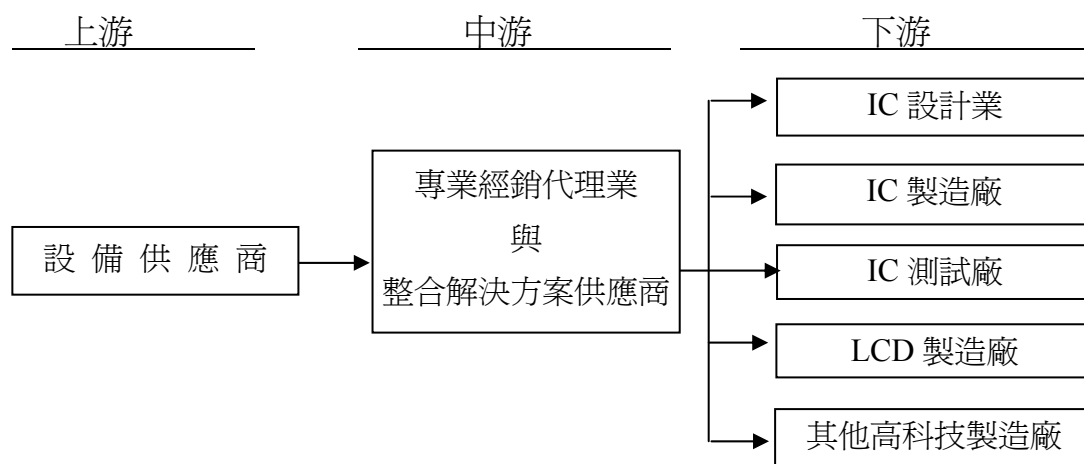 上游
中游
下游
設備供應商
專業經銷代理業
與
整合解決方案供應商
IC 設計業
IC 製造廠
IC 測試廠
LCD 製造廠
其他高科技製造廠